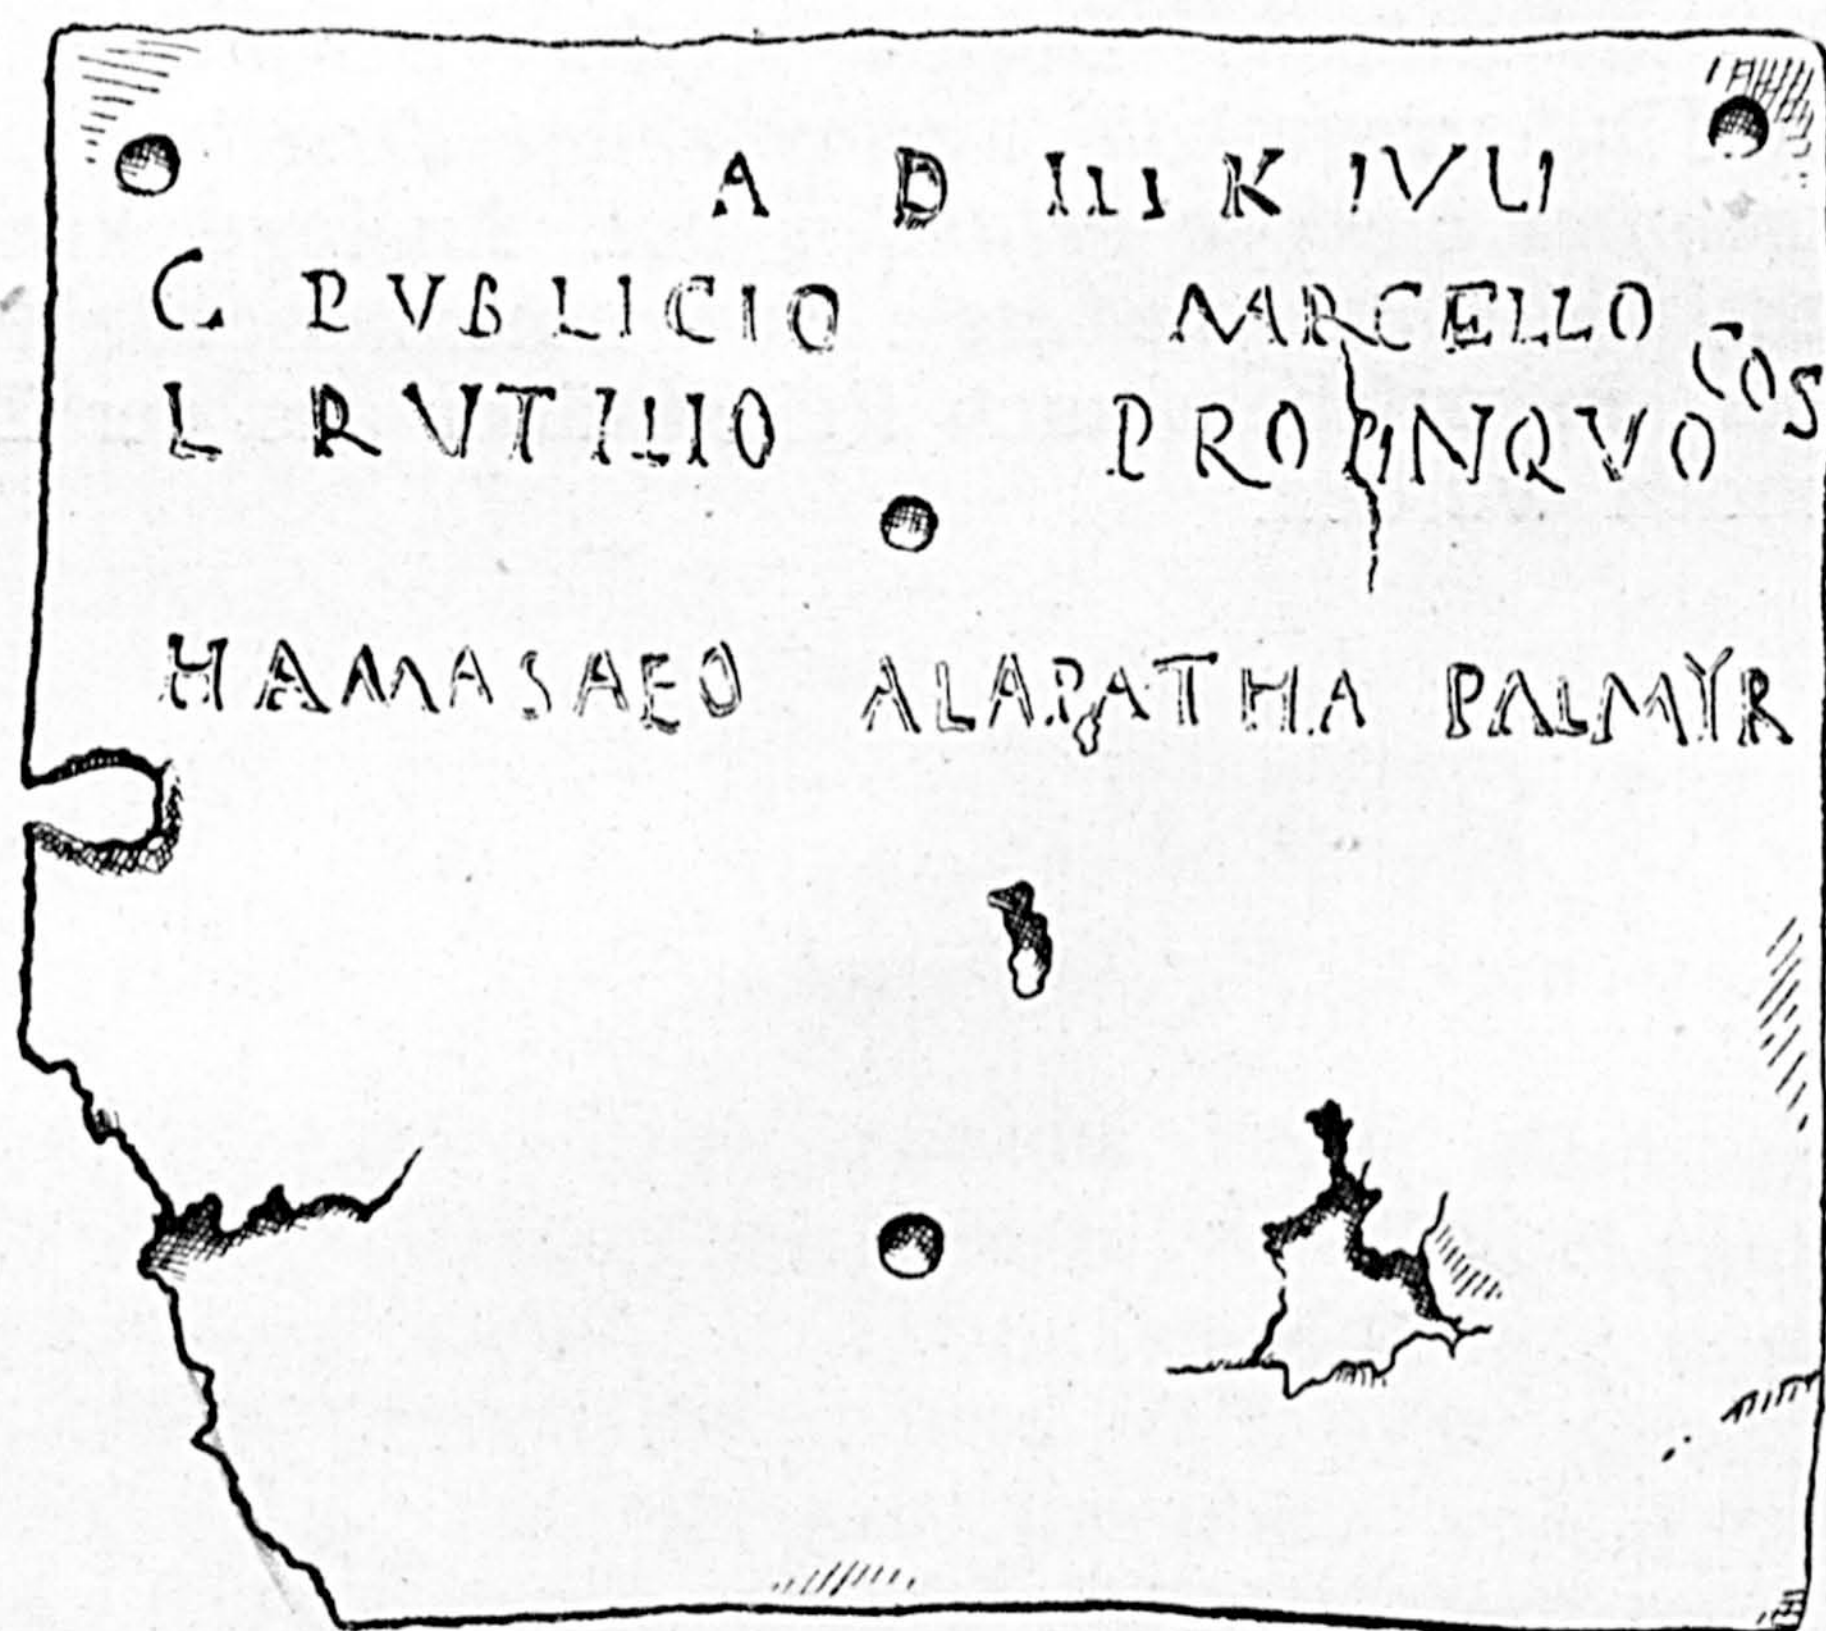 A D III K IVLI
C. PVBLICIO MARCELLO
L RVTILIO PROPINQVO COS
HAMASAEO ALAPATHA PALMYR